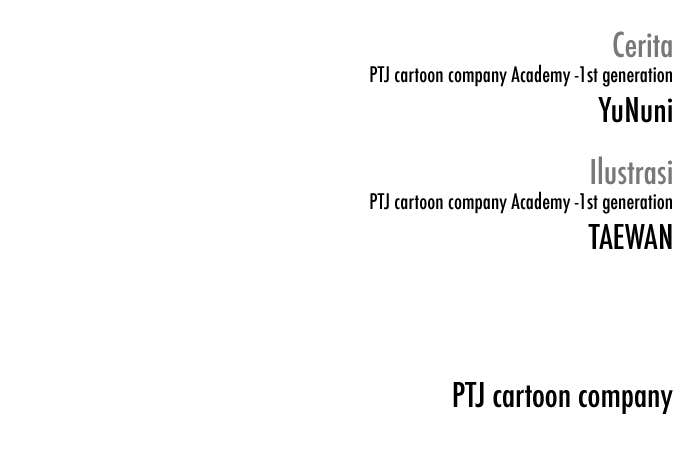 Cerita
PTJ cartoon company Academy -1st generation
YuNuni
Ilustrasi
PTJ cartoon company Academy -1st generation
TAEWAN
PTJ cartoon company